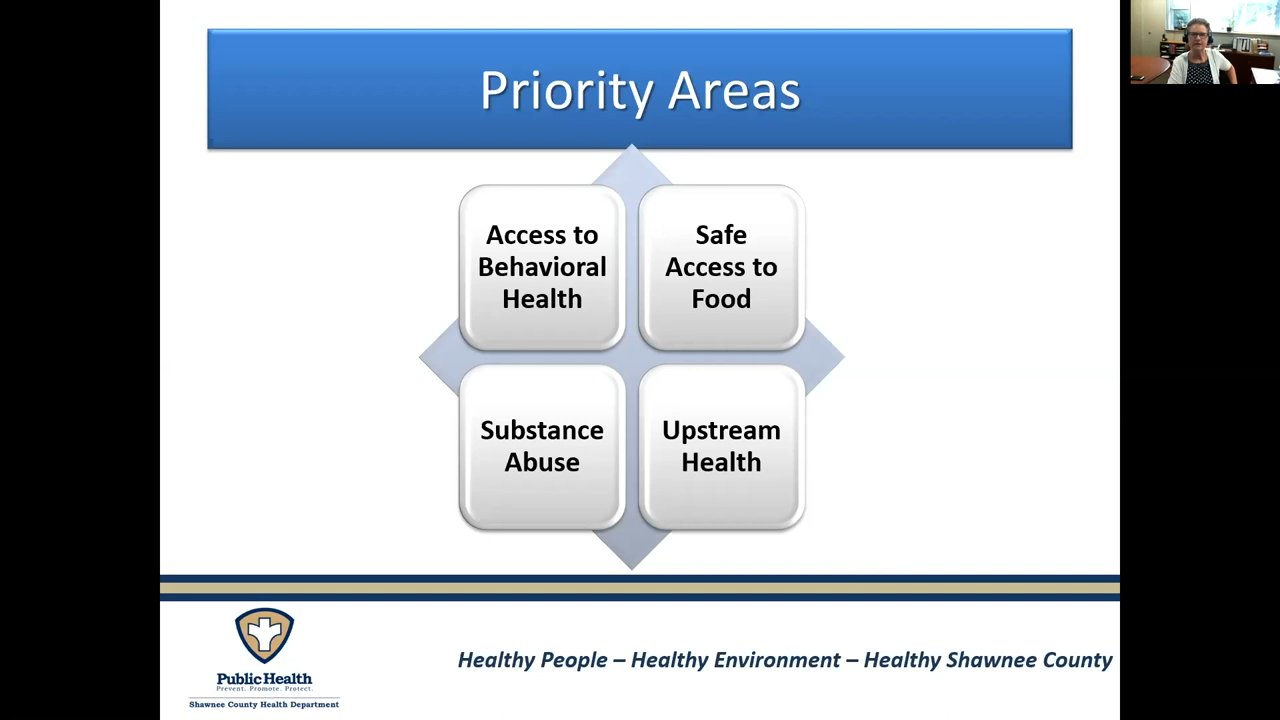 Priority Areas
Access to
Behavioral
Health
Safe
Access to
Food
Substance
Abuse
Upstream
Health
Public Health
Prevent. Promote. Protect.
Shawnee County Health Department
Healthy People – Healthy Environment – Healthy Shawnee County